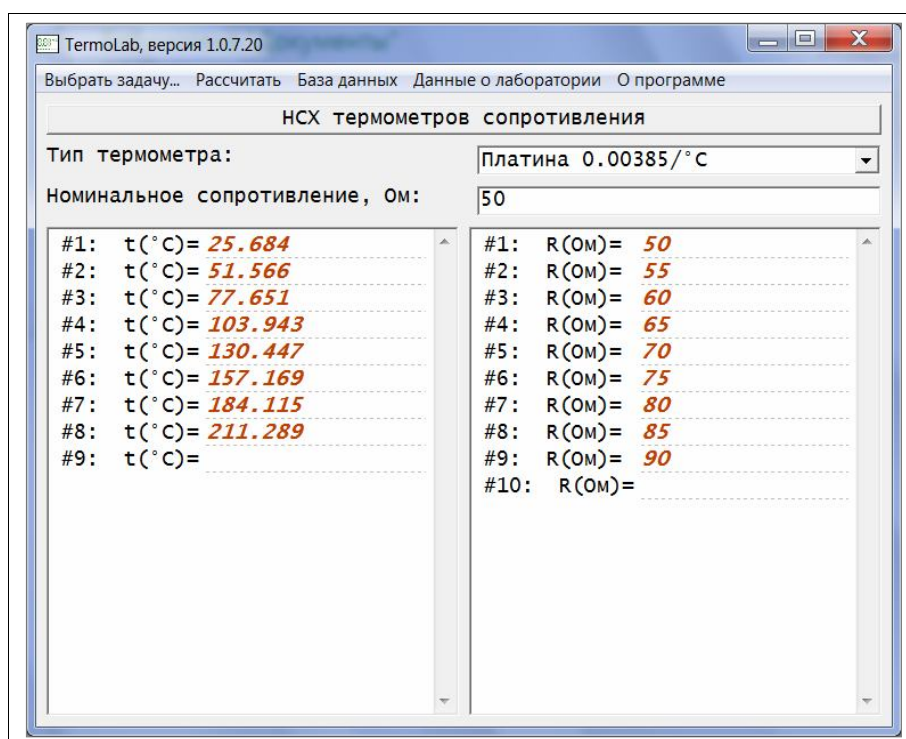 TermoLab, версия 1.0.7.20
Выбрать задачу... Рассчитать База данных Данные о лаборатории О программе
НСХ термометров сопротивления
Тип термометра: Платина 0.00385/°C
Номинальное сопротивление, Ом: 50
#1: t(°C)= 25.684 #1: R(Ом)= 50
#2: t(°C)= 51.566 #2: R(Ом)= 55
#3: t(°C)= 77.651 #3: R(Ом)= 60
#4: t(°C)= 103.943 #4: R(Ом)= 65
#5: t(°C)= 130.447 #5: R(Ом)= 70
#6: t(°C)= 157.169 #6: R(Ом)= 75
#7: t(°C)= 184.115 #7: R(Ом)= 80
#8: t(°C)= 211.289 #8: R(Ом)= 85
#9: t(°C)= #9: R(Ом)= 90
#10: R(Ом)=